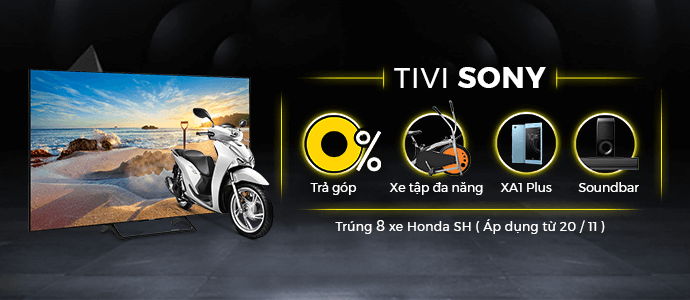 TIVI SONY
0%
Trả góp
Xe tập đa năng
XA1 Plus
Soundbar
Trúng 8 xe Honda SH ( Áp dụng từ 20 / 11 )